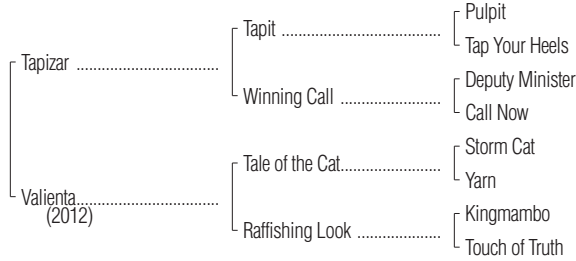 Pulpit
Tapit ........................................
Tap Your Heels
Tapizar ....................................
Deputy Minister
Winning Call .........................
Call Now
Storm Cat
Tale of the Cat.........................
Yarn
Valienta....................................
(2012)
Kingmambo
Raffishing Look .....................
Touch of Truth